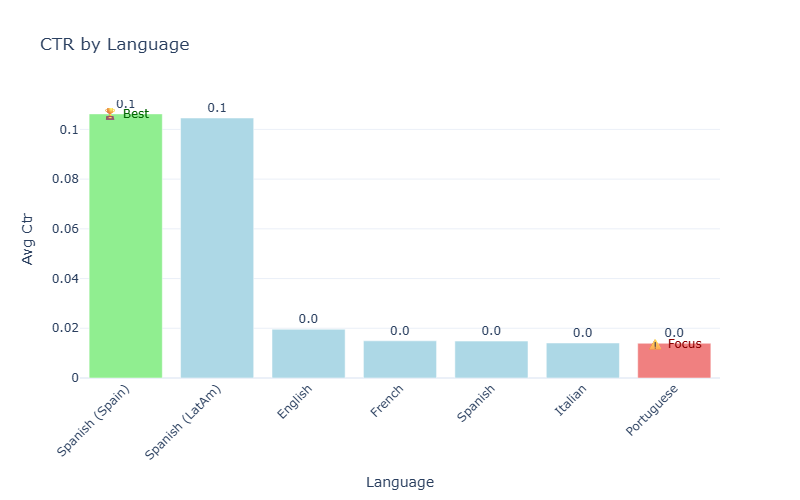 CTR by Language
0.1
🏆 Best
0.1
0.0
0.0
0.0
0.0
0.0
⚠️ Focus
0.1
0.08
0.06
0.04
0.02
0
Avg Ctr
Spanish (Spain)
Spanish (LatAm)
English
French
Spanish
Italian
Portuguese
Language